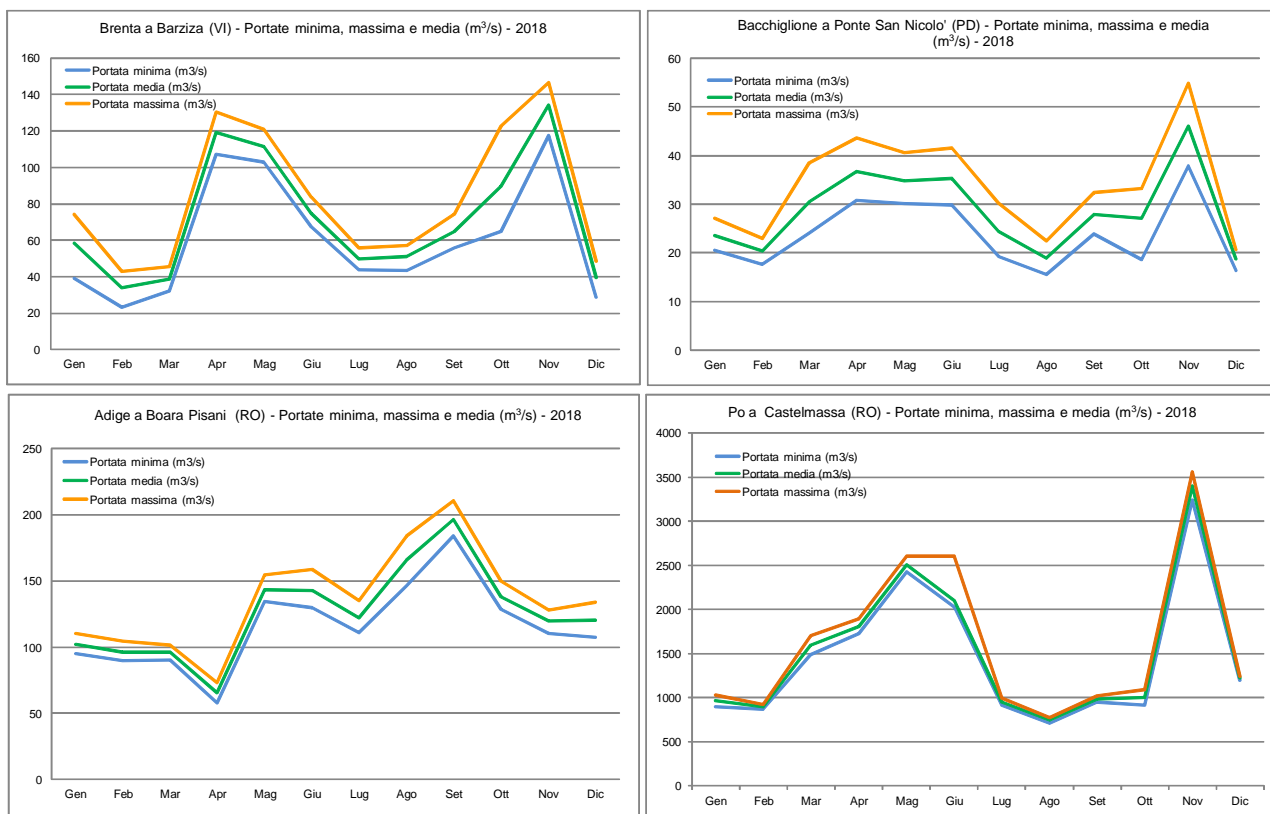 Brenta a Barziza (VI) - Portate minima, massima e media (m³/s) - 2018
160
140
120
100
80
60
40
20
0
Portata minima (m3/s)
Portata media (m3/s)
Portata massima (m3/s)
Gen Feb Mar Apr Mag Giu Lug Ago Set Ott Nov Dic
Bacchiglione a Ponte San Nicolo' (PD) - Portate minima, massima e media
(m³/s) - 2018
60
50
40
30
20
10
0
Portata minima (m3/s)
Portata media (m3/s)
Portata massima (m3/s)
Gen Feb Mar Apr Mag Giu Lug Ago Set Ott Nov Dic
Adige a Boara Pisani (RO) - Portate minima, massima e media (m³/s) - 2018
250
200
150
100
50
0
Portata minima (m3/s)
Portata media (m3/s)
Portata massima (m3/s)
Gen Feb Mar Apr Mag Giu Lug Ago Set Ott Nov Dic
Po a Castelmassa (RO) - Portate minima, massima e media (m³/s) - 2018
4000
3500
3000
2500
2000
1500
1000
500
0
Portata minima (m3/s)
Portata media (m3/s)
Portata massima (m3/s)
Gen Feb Mar Apr Mag Giu Lug Ago Set Ott Nov Dic